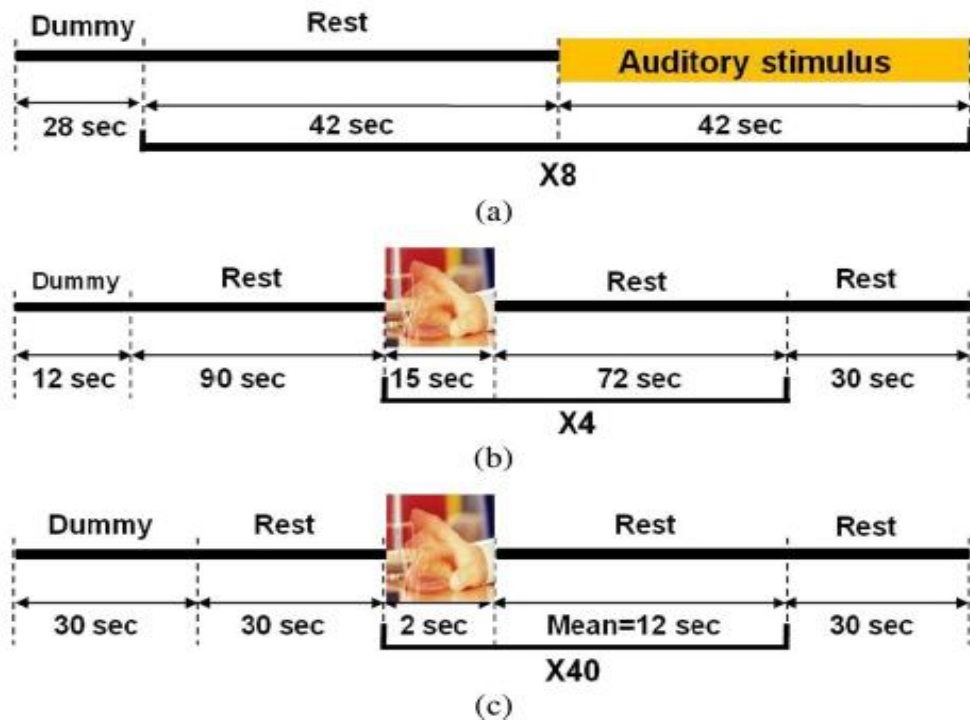 Dummy Rest
Auditory stimulus
28 sec 42 sec 42 sec
X8
(a)
Dummy Rest Rest Rest
12 sec 90 sec 15 sec 72 sec 30 sec
X4
(b)
Dummy Rest Rest Rest
30 sec 30 sec 2 sec Mean=12 sec 30 sec
X40
(c)